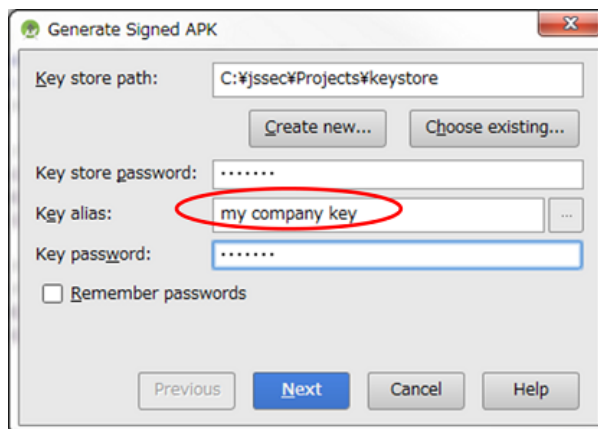 Generate Signed APK
Key store path: C:¥jssec¥Projects¥keystore
Create new... Choose existing...
Key store password: •••••••
Key alias: my company key ...
Key password: •••••••
Remember passwords
Previous Next Cancel Help